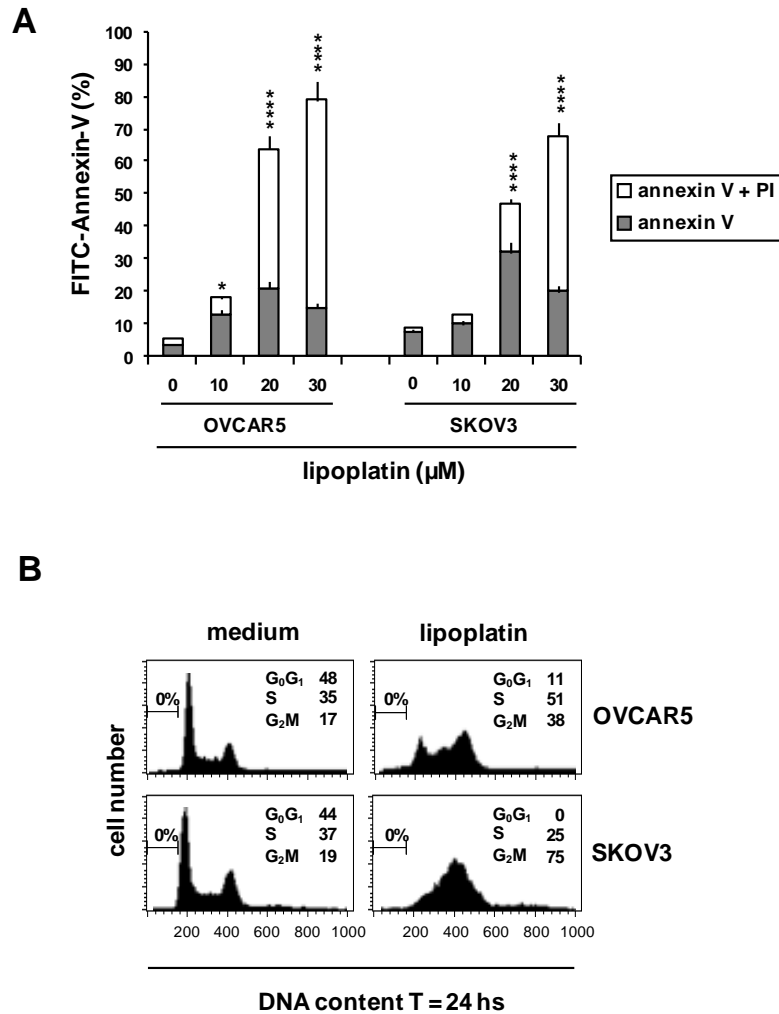 A
FITC-Annexin-V (%)
100
90
80
70
60
50
40
30
20
10
0
*
****
****
****
****
annexin V + PI
annexin V
0 10 20 30 0 10 20 30
OVCAR5 SKOV3
lipoplatin (µM)
B
medium lipoplatin
cell number
0%
G0G1 48
S 35
G2M 17
0%
G0G1 11
S 51
G2M 38
OVCAR5
0%
G0G1 44
S 37
G2M 19
0%
G0G1 0
S 25
G2M 75
SKOV3
200 400 600 800 1000 200 400 600 800 1000
DNA content T = 24 hs